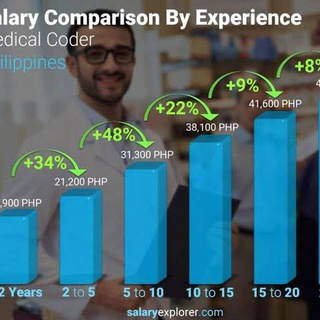 alary Comparison By Experience
edical Coder
ilippines
+8%
+9%
+22%
+48%
+34%
41,600 PHP
38,100 PHP
31,300 PHP
21,200 PHP
,900 PHP
2 Years
2 to 5
5 to 10
10 to 15
15 to 20
salaryexplorer.com